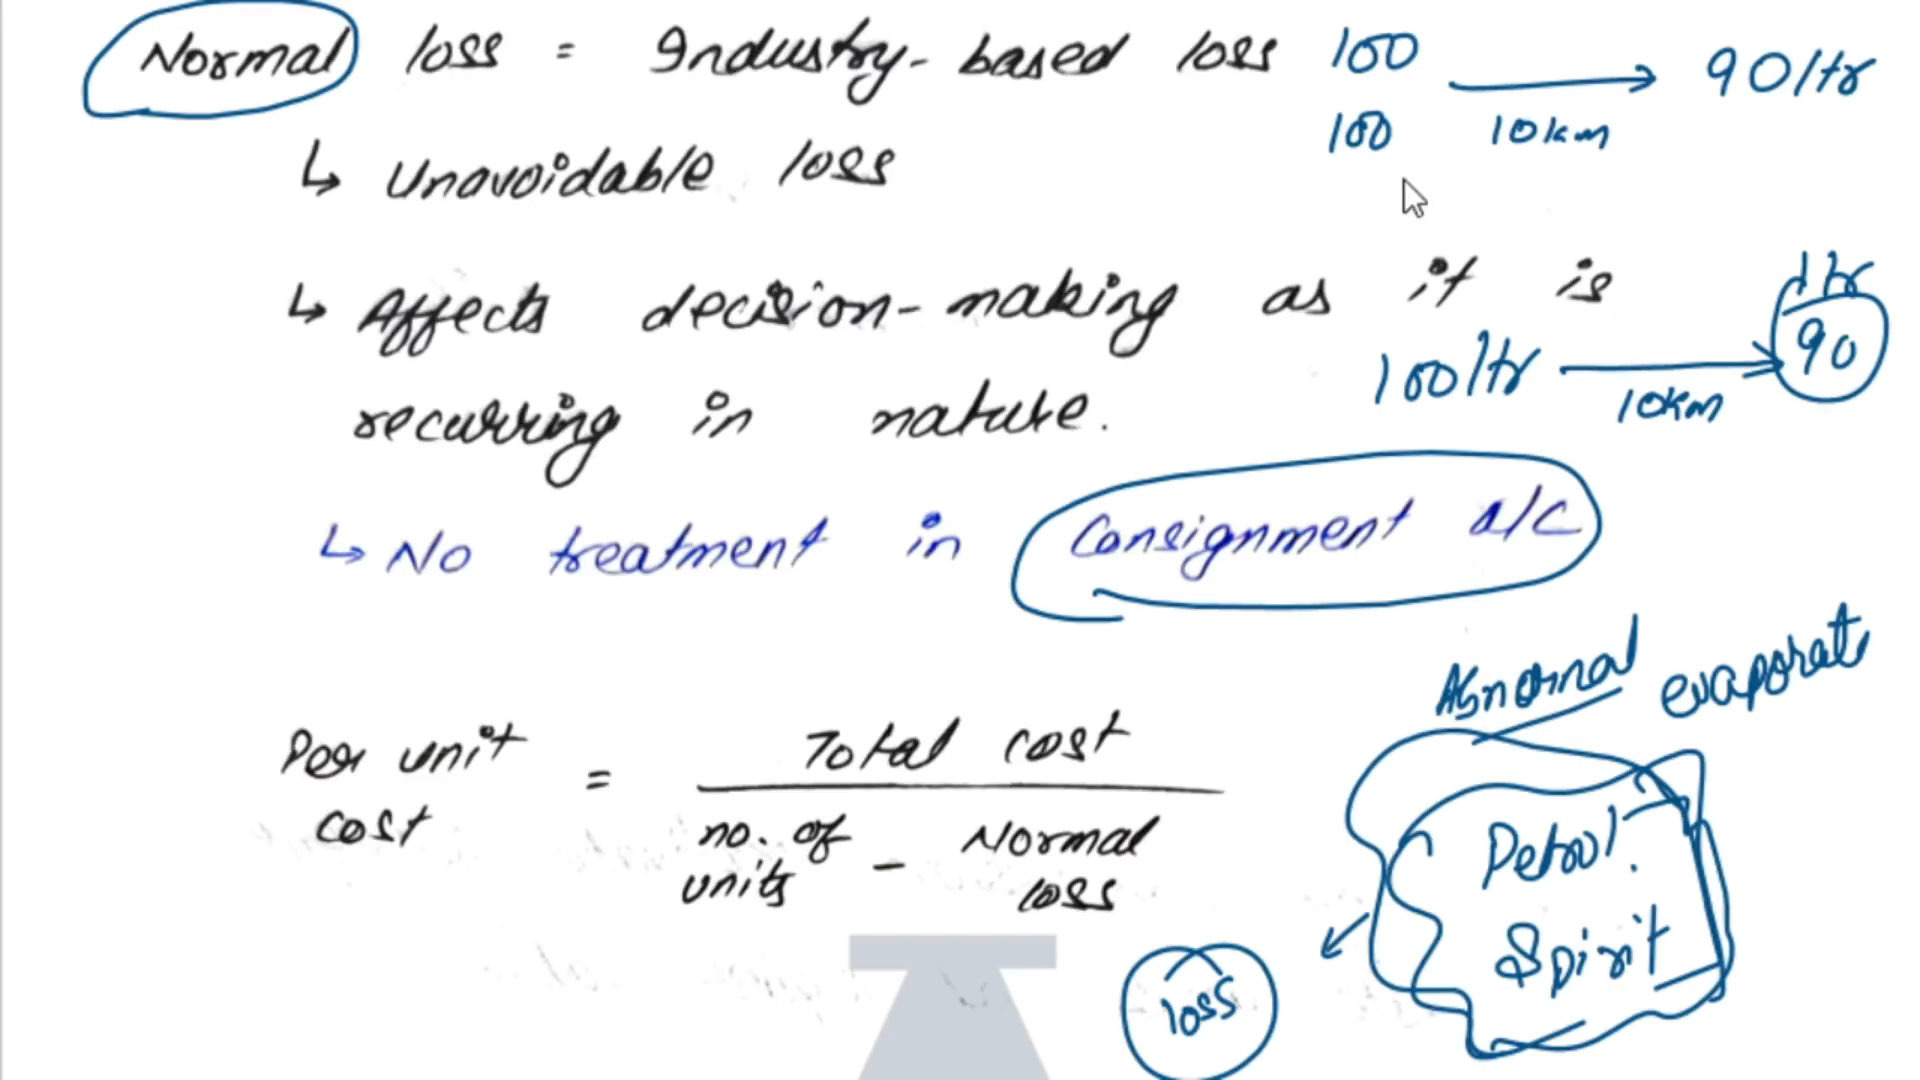 Normal loss = Industry-based loss 100 → 90 ltr
100 10km
↳ Unavoidable loss
↳ Affects decision-making as it is
ltr
100 ltr → 90
10km
recurring in nature.
↳ No treatment in Consignment a/c
Abnormal evaporate
Per unit cost = Total cost
no. of units - Normal loss
Petrol.
Spirit
loss